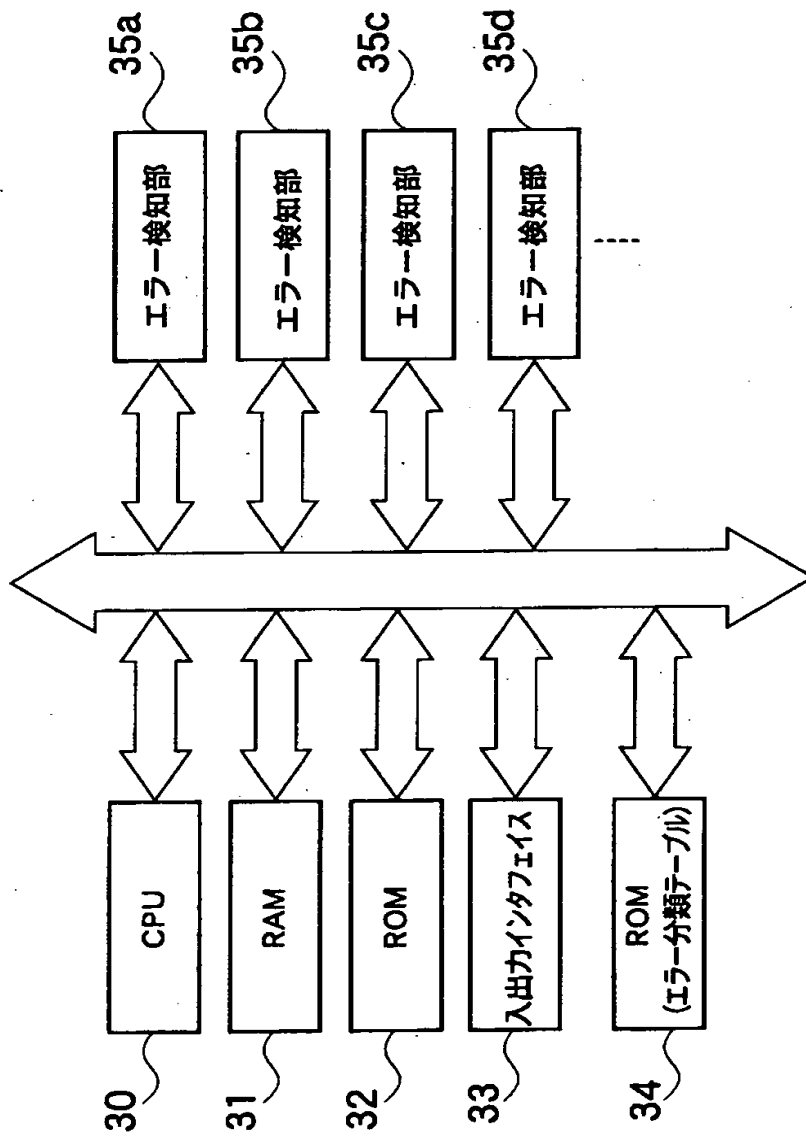 30
CPU
31
RAM
32
ROM
33
入出力インタフェイス
34
ROM
(エラー分類テーブル)
エラー検知部
35a
エラー検知部
35b
エラー検知部
35c
エラー検知部
35d